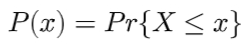 P(x) = Pr{X ≤ x}